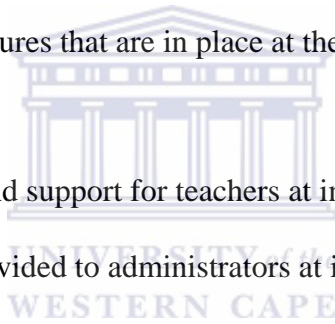 ures that are in place at the
nd support for teachers at i
UNIVERSITY of the
vided to administrators at i
WESTERN CAPE